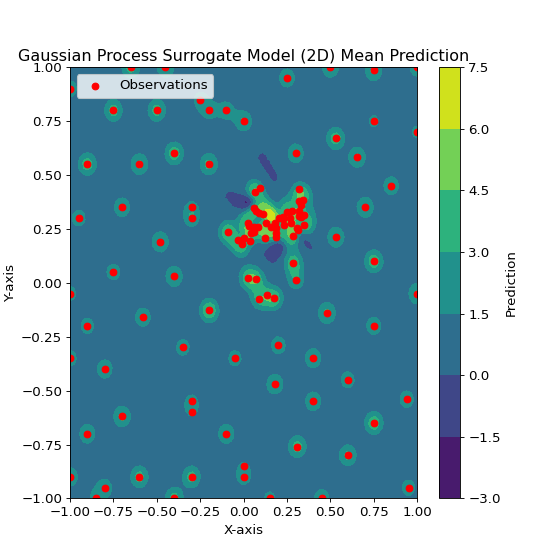 Gaussian Process Surrogate Model (2D) Mean Prediction
Observations
1.00
0.75
0.50
0.25
0.00
−0.25
−0.50
−0.75
−1.00
Y-axis
−1.00 −0.75 −0.50 −0.25 0.00 0.25 0.50 0.75 1.00
X-axis
7.5
6.0
4.5
3.0
1.5
0.0
−1.5
−3.0
Prediction